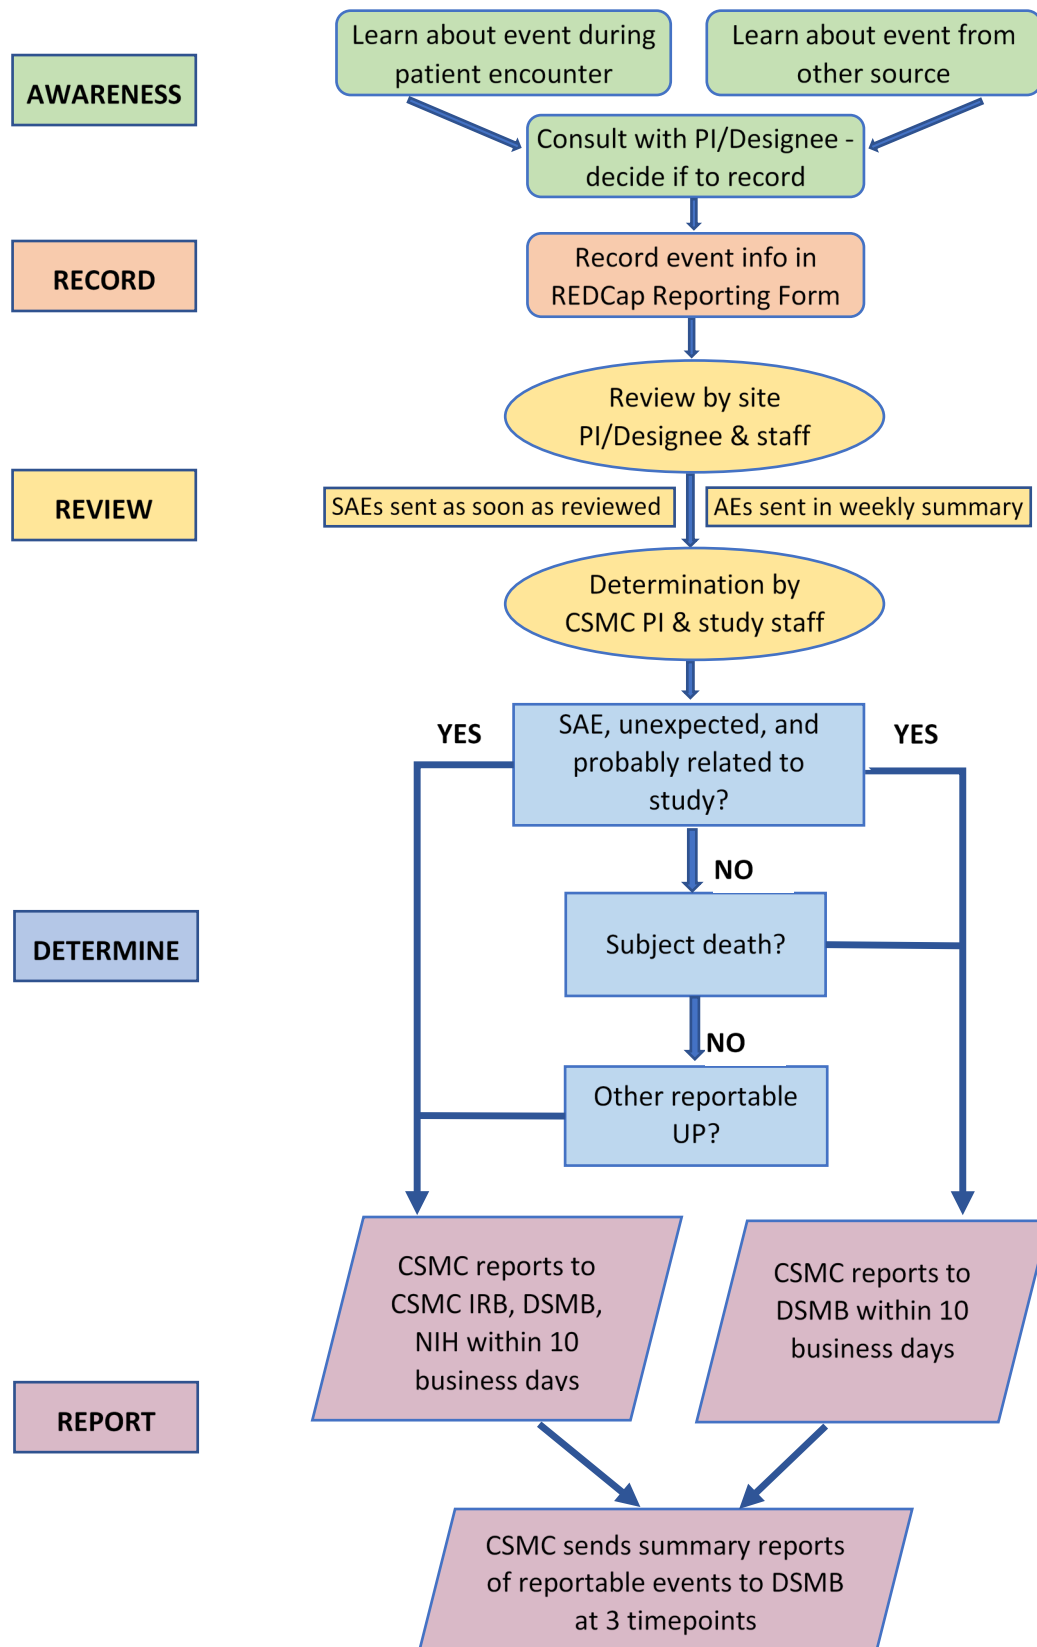 Learn about event during
patient encounter
Learn about event from
other source
AWARENESS
Consult with PI/Designee -
decide if to record
RECORD
Record event info in
REDCap Reporting Form
Review by site
PI/Designee & staff
REVIEW
SAEs sent as soon as reviewed
AEs sent in weekly summary
Determination by
CSMC PI & study staff
YES
SAE, unexpected, and
probably related to
study?
YES
NO
DETERMINE
Subject death?
NO
Other reportable
UP?
CSMC reports to
CSMC IRB, DSMB,
NIH within 10
business days
CSMC reports to
DSMB within 10
business days
REPORT
CSMC sends summary reports
of reportable events to DSMB
at 3 timepoints